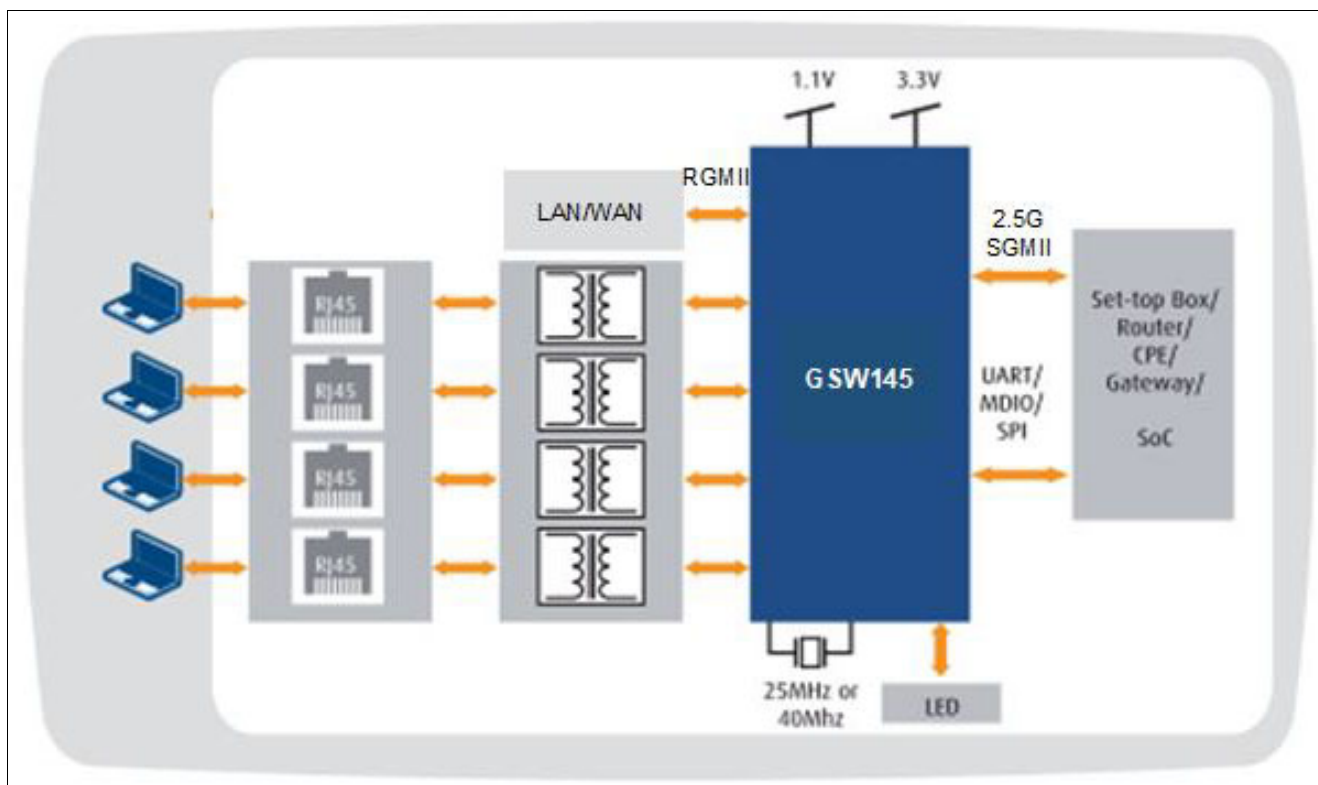 1.1V
3.3V
RGMII
LAN/WAN
2.5G
SGMII
RJ45
RJ45
RJ45
RJ45
GSW145
Set-top Box/
Router/
CPE/
Gateway/
SoC
UART/
MDIO/
SPI
25MHz or
40Mhz
LED